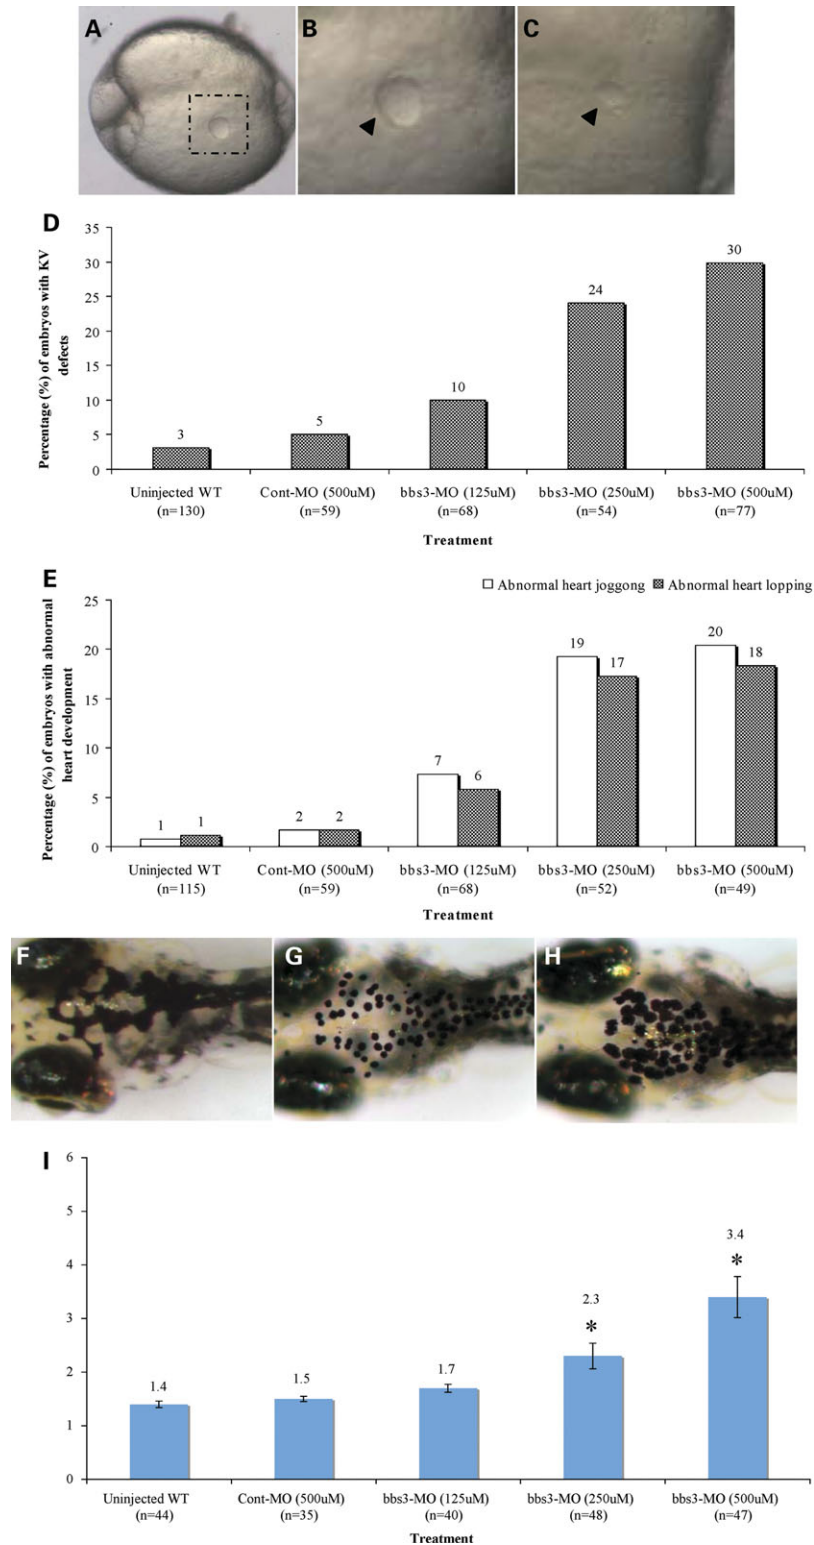 A B C
D
Percentage (%) of embryos with KV
defects
35
30
25
20
15
10
5
0
3
5
10
24
30
Uninjected WT Cont-MO (500uM) bbs3-MO (125uM) bbs3-MO (250uM) bbs3-MO (500uM)
(n=130) (n=59) (n=68) (n=54) (n=77)
Treatment
E
Abnormal heart joggong Abnormal heart lopping
Percentage (%) of embryos with abnormal
heart development
25
20
15
10
5
0
1 1
2 2
7 6
19 17
20 18
Uninjected WT Cont-MO (500uM) bbs3-MO (125uM) bbs3-MO (250uM) bbs3-MO (500uM)
(n=115) (n=59) (n=68) (n=52) (n=49)
Treatment
F G H
I
6
5
4
3
2
1
0
1.4
1.5
1.7
2.3
*
3.4
*
Uninjected WT Cont-MO (500uM) bbs3-MO (125uM) bbs3-MO (250uM) bbs3-MO (500uM)
(n=44) (n=35) (n=40) (n=48) (n=47)
Treatment